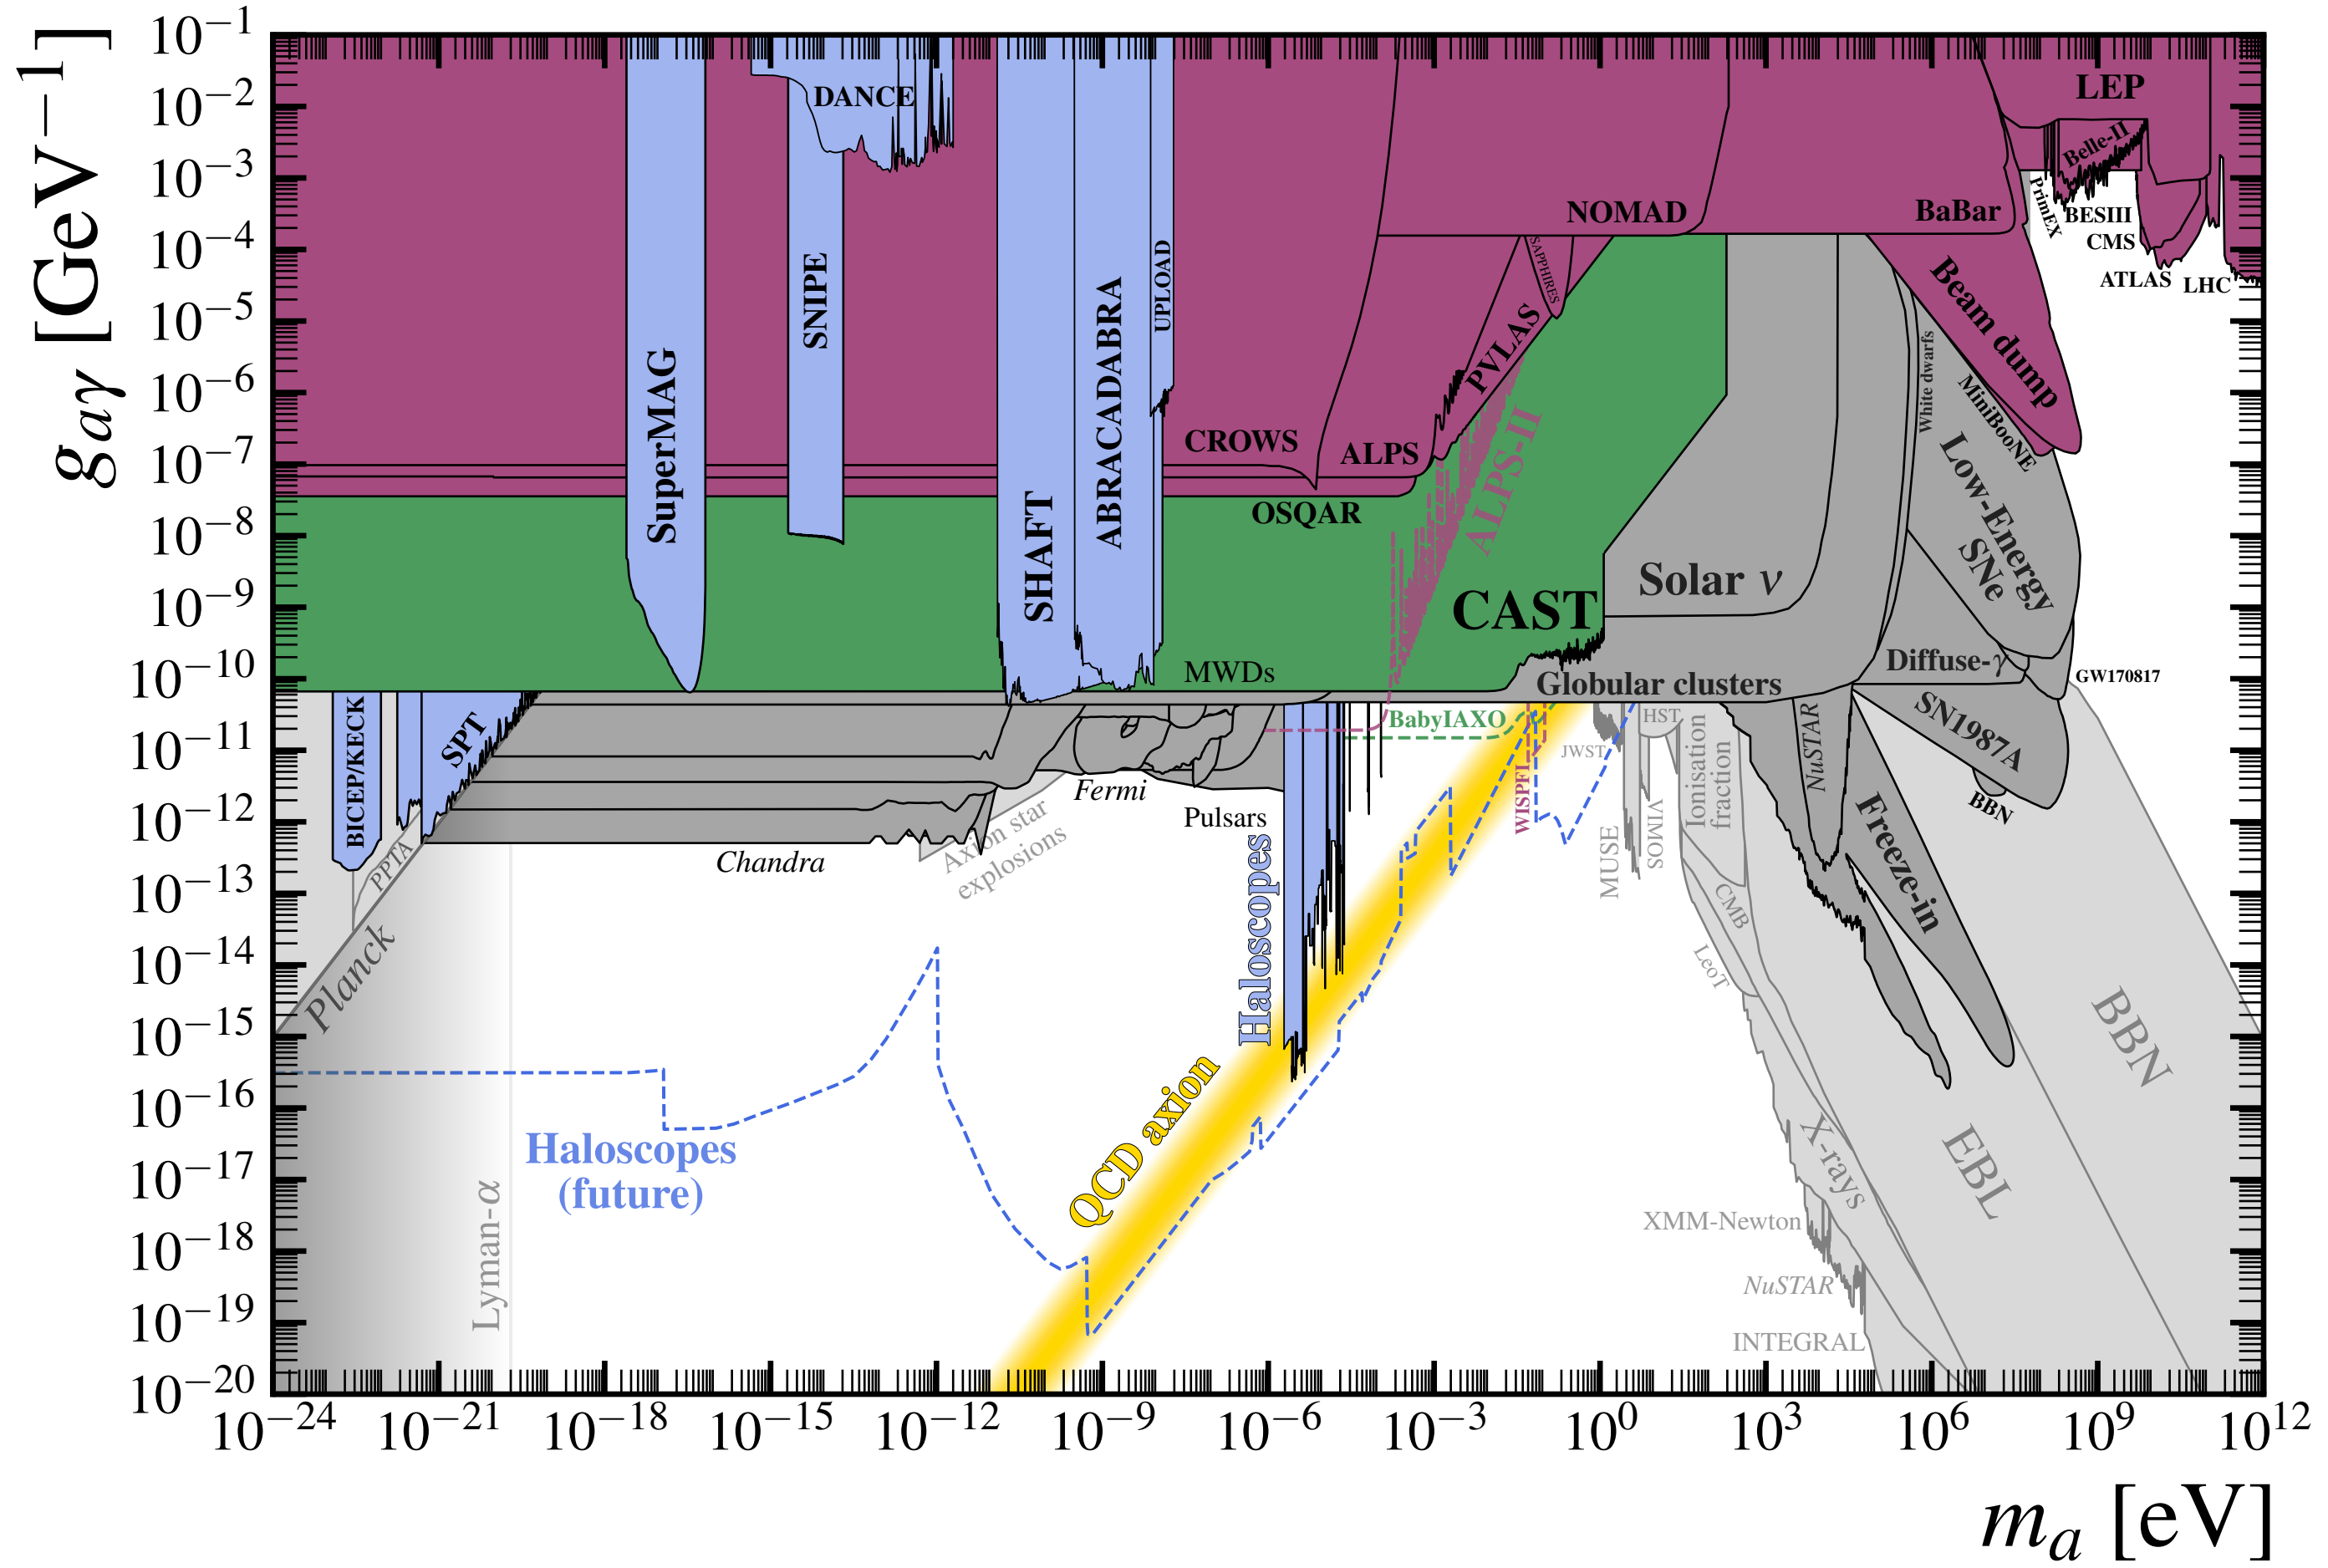 g_{aγ} [GeV^{−1}]
10^{−1}
10^{−2}
10^{−3}
10^{−4}
10^{−5}
10^{−6}
10^{−7}
10^{−8}
10^{−9}
10^{−10}
10^{−11}
10^{−12}
10^{−13}
10^{−14}
10^{−15}
10^{−16}
10^{−17}
10^{−18}
10^{−19}
10^{−20}
LEP
DANCE
Belle-II
PrimEX
BESIII
CMS
ATLAS
LHC
NOMAD
BaBar
SAPPHIRES
SNIPE
UPLOAD
ABRACADABRA
SuperMAG
SHAFT
PVLAS
Beam dump
White dwarfs
MiniBooNE
CROWS
ALPS
OSQAR
ALPS-II
Low-Energy
SNe
CAST
Solar ν
MWDs
Globular clusters
Diffuse-γ
GW170817
BICEP/KECK
SPT
BabyIAXO
HST
JWST
NuSTAR
SN1987A
Ionisation
fraction
WISPFI
Fermi
Pulsars
BBN
Chandra
Axion star
explosions
PPTA
MUSE
VIMOS
Freeze-in
Haloscopes
CMB
LeoT
Planck
BBN
QCD axion
Haloscopes
(future)
Lyman-α
X-rays
EBL
XMM-Newton
NuSTAR
INTEGRAL
10^{−24}
10^{−21}
10^{−18}
10^{−15}
10^{−12}
10^{−9}
10^{−6}
10^{−3}
10^{0}
10^{3}
10^{6}
10^{9}
10^{12}
m_a [eV]